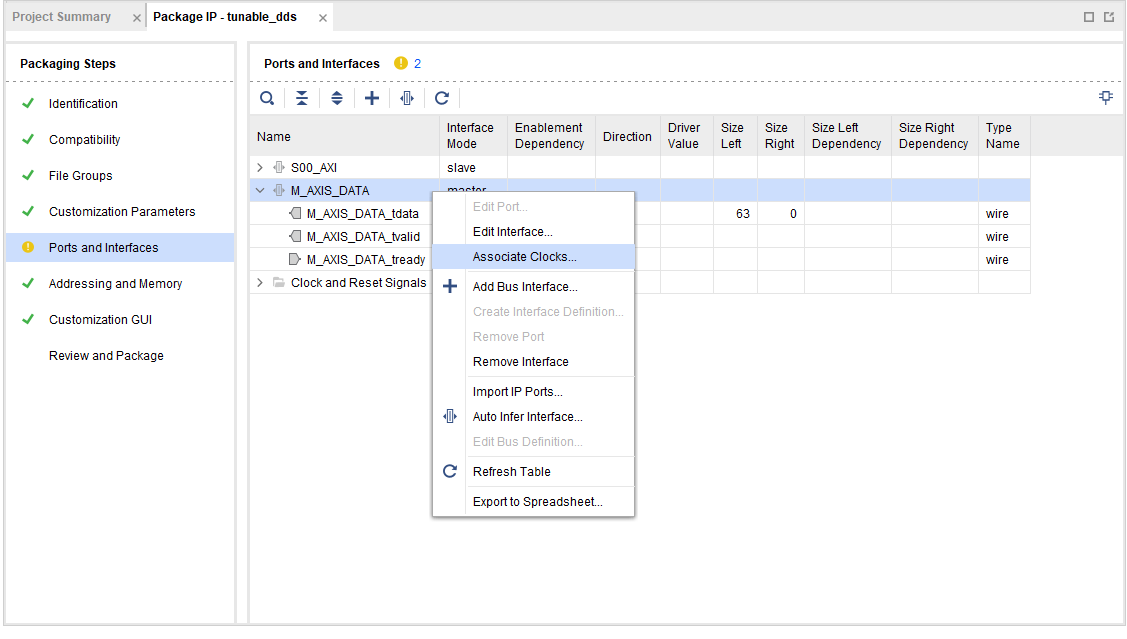 Project Summary
Package IP - tunable_dds
Packaging Steps
Identification
Compatibility
File Groups
Customization Parameters
Ports and Interfaces
Addressing and Memory
Customization GUI
Review and Package
Ports and Interfaces 2
Name
Interface Mode
Enablement Dependency
Direction
Driver Value
Size Left
Size Right
Size Left Dependency
Size Right Dependency
Type Name
S00_AXI slave
M_AXIS_DATA master
M_AXIS_DATA_tdata 63 0 wire
M_AXIS_DATA_tvalid wire
M_AXIS_DATA_tready wire
Clock and Reset Signals
Edit Port...
Edit Interface...
Associate Clocks...
Add Bus Interface...
Create Interface Definition...
Remove Port
Remove Interface
Import IP Ports...
Auto Infer Interface...
Edit Bus Definition...
Refresh Table
Export to Spreadsheet...